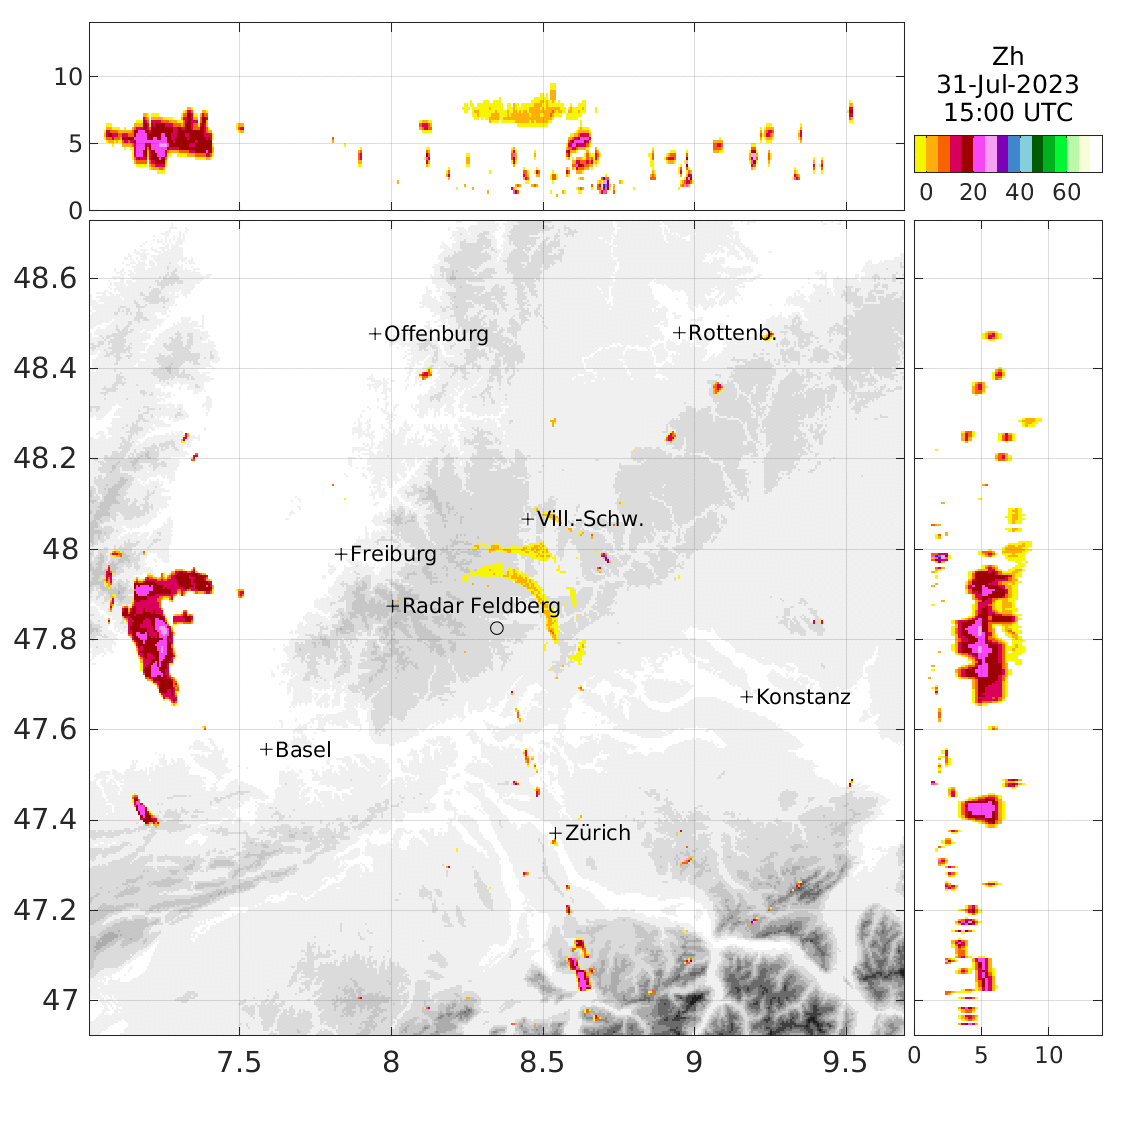 Zh
31-Jul-2023
15:00 UTC
0 20 40 60
10
5
0
48.6
48.4
48.2
48
47.8
47.6
47.4
47.2
47
Offenburg
Rottenb.
Vill.-Schw.
Freiburg
Radar Feldberg
Konstanz
Basel
Zürich
7.5 8 8.5 9 9.5
0 5 10